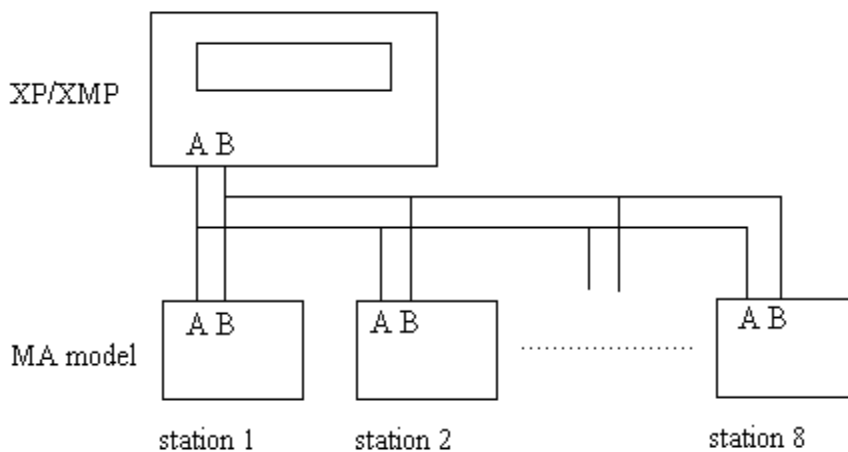 XP/XMP
A B
A B
A B
A B
MA model
station 1
station 2
station 8